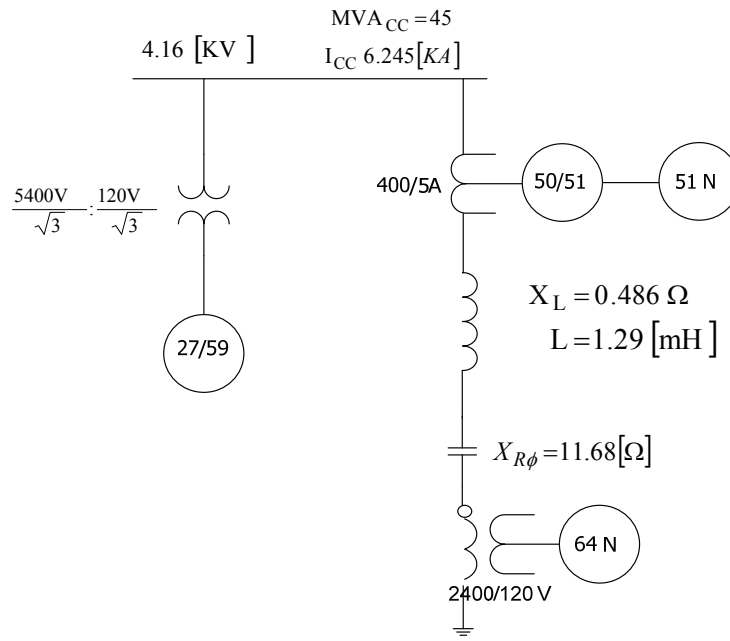 MVA_CC = 45
4.16 [KV]
I_CC 6.245[KA]
400/5A
50/51
51 N
5400V/√3 : 120V/√3
X_L = 0.486 Ω
L = 1.29 [mH]
27/59
X_Rϕ = 11.68[Ω]
64 N
2400/120 V